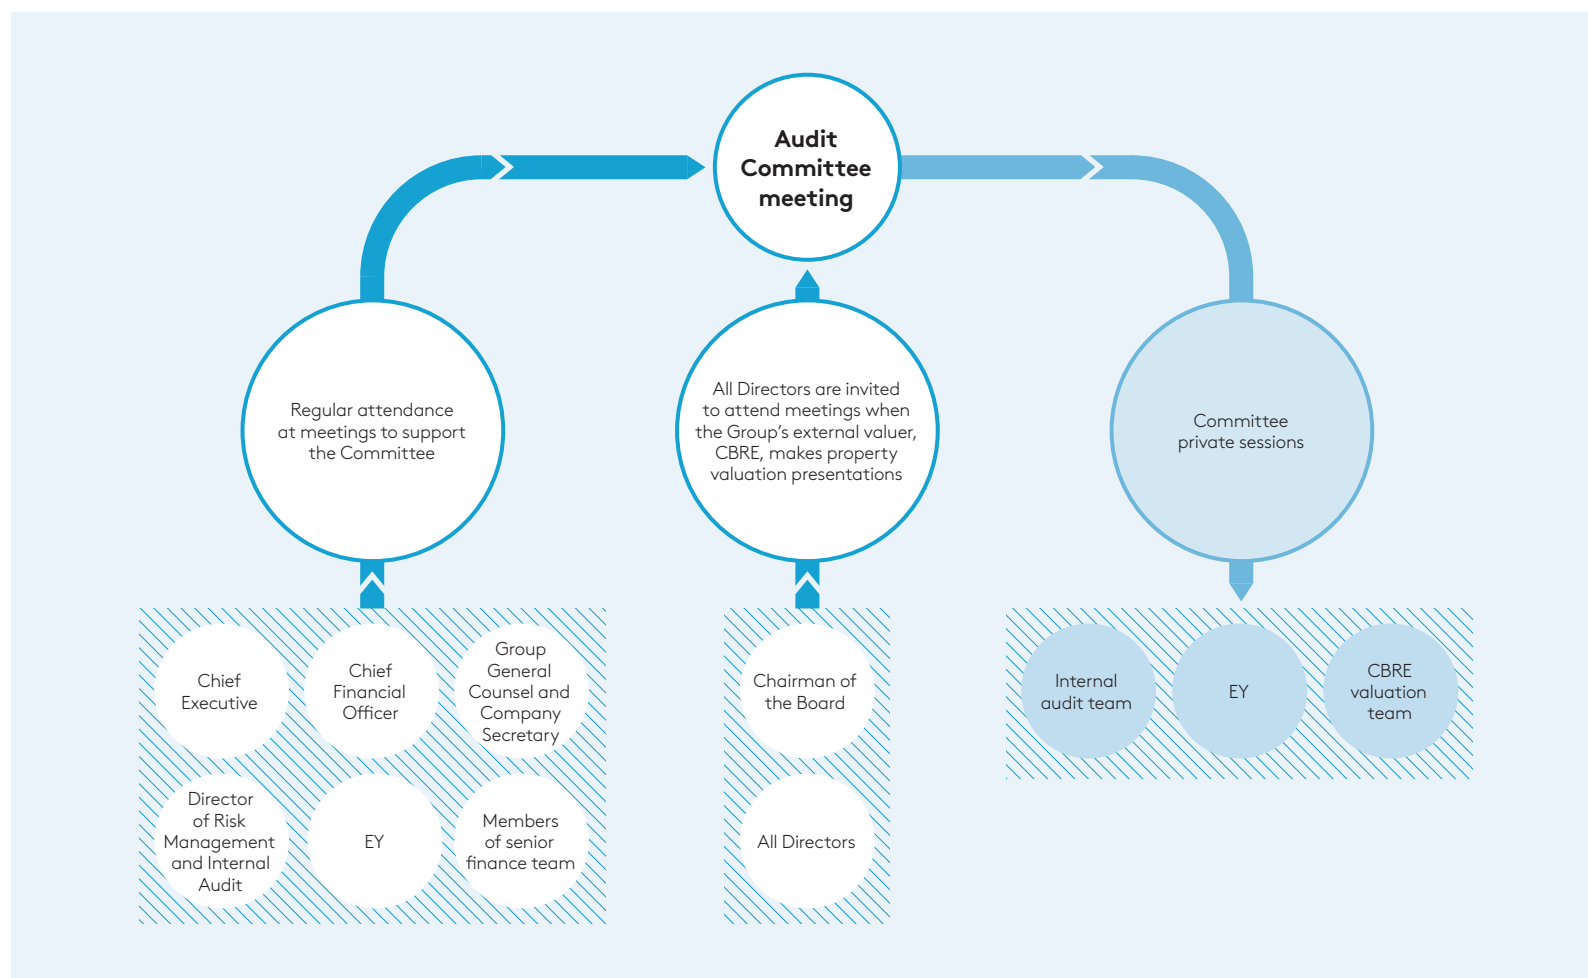 Audit
Committee
meeting
Regular attendance
at meetings to support
the Committee
All Directors are invited
to attend meetings when
the Group’s external valuer,
CBRE, makes property
valuation presentations
Committee
private sessions
Chief
Executive
Chief
Financial
Officer
Group
General
Counsel and
Company
Secretary
Director
of Risk
Management
and Internal
Audit
EY
Members
of senior
finance team
Chairman of
the Board
All Directors
Internal
audit team
EY
CBRE
valuation
team